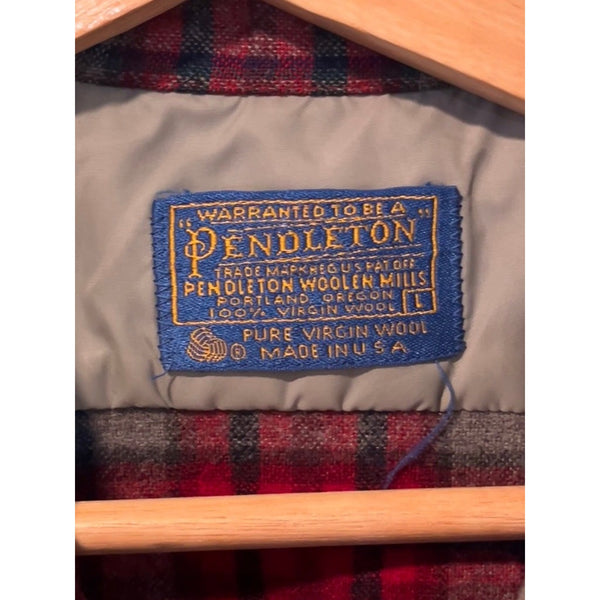 WARRANTED TO BE A
"PENDLETON"
TRADE MARK REG US PAT OFF
PENDLETON WOOLEN MILLS
PORTLAND, OREGON
100% VIRGIN WOOL L
PURE VIRGIN WOOL
® MADE IN U S A